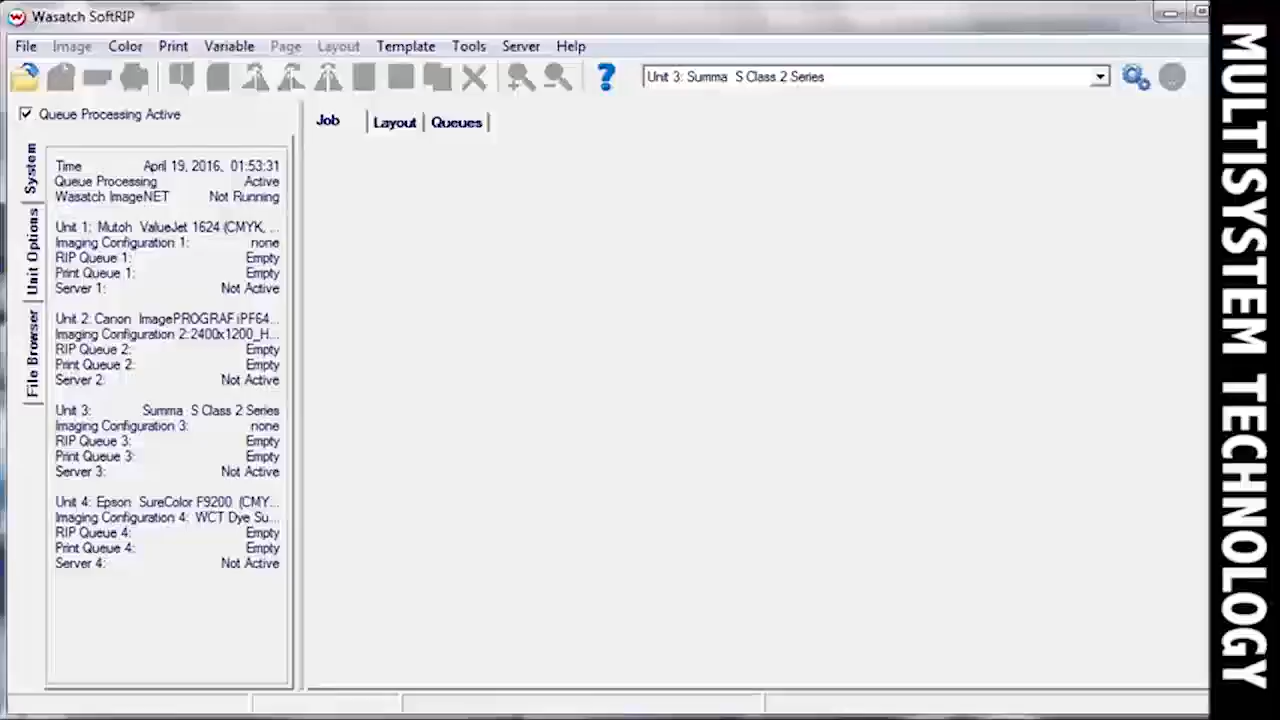 Wasatch SoftRIP
File Image Color Print Variable Page Layout Template Tools Server Help
Unit 3: Summa S Class 2 Series
Queue Processing Active
Job Layout Queues
System
Unit Options
File Browser
Time April 19, 2016, 01:53:31
Queue Processing Active
Wasatch ImageNET Not Running
Unit 1: Mutoh ValueJet 1624 (CMYK, ...
Imaging Configuration 1: none
RIP Queue 1: Empty
Print Queue 1: Empty
Server 1: Not Active
Unit 2: Canon ImagePROGRAF iPF64...
Imaging Configuration 2:2400x1200_H...
RIP Queue 2: Empty
Print Queue 2: Empty
Server 2: Not Active
Unit 3: Summa S Class 2 Series
Imaging Configuration 3: none
RIP Queue 3: Empty
Print Queue 3: Empty
Server 3: Not Active
Unit 4: Epson SureColor F9200 (CMY...
Imaging Configuration 4: WCT Dye Su...
RIP Queue 4: Empty
Print Queue 4: Empty
Server 4: Not Active
MULTISYSTEM TECHNOLOGY